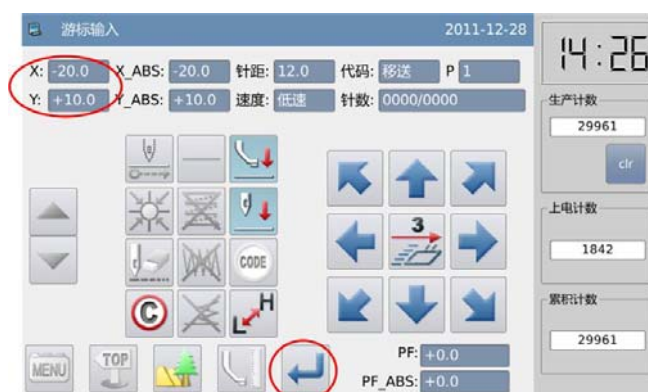 游标输入 2011-12-28
14:26
X: -20.0 X_ABS: -20.0 针距: 12.0 代码: 移送 P 1
Y: +10.0 Y_ABS: +10.0 速度: 低速 针数: 0000/0000
生产计数
29961
clr
上电计数
1842
累积计数
29961
3
CODE
C
L H
MENU TOP
PF: +0.0
PF_ABS: +0.0